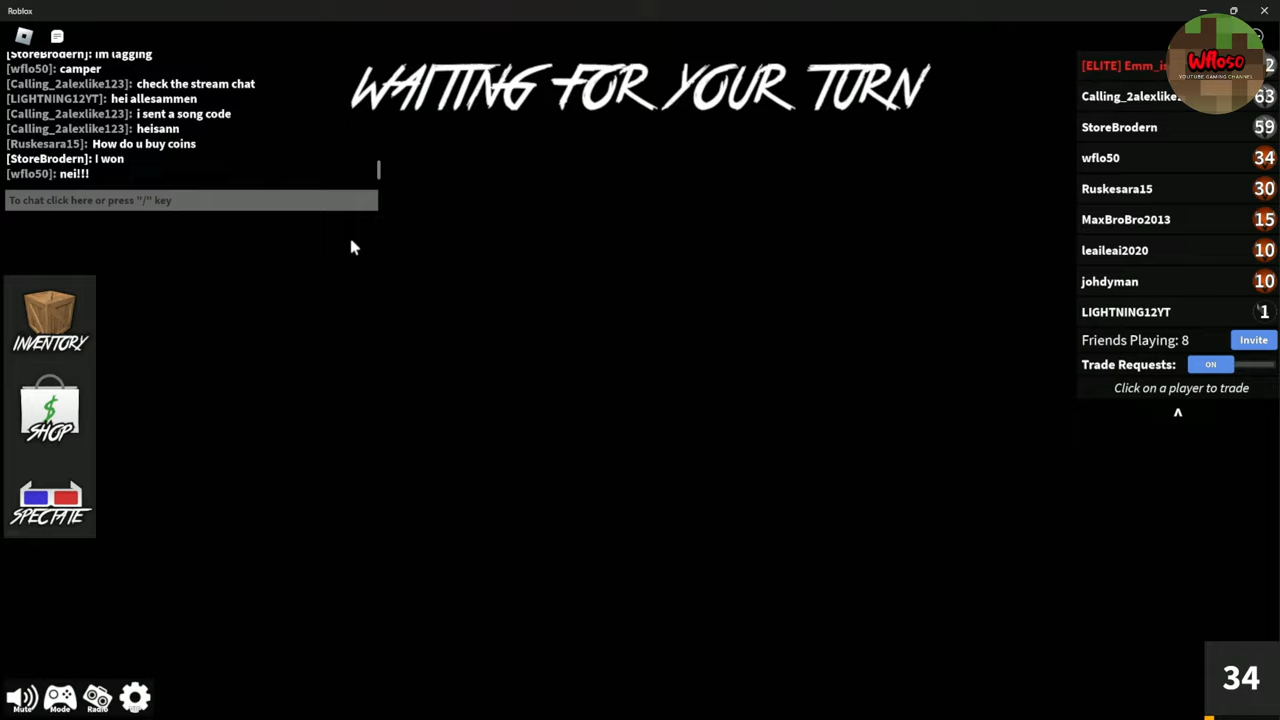 Roblox
[StoreBrodern]: im lagging
[wflo50]: camper
[Calling_2alexlike123]: check the stream chat
[LIGHTNING12YT]: hei allesammen
[Calling_2alexlike123]: i sent a song code
[Calling_2alexlike123]: heisann
[Ruskesara15]: How do u buy coins
[StoreBrodern]: I won
[wflo50]: nei!!!
To chat click here or press "/" key
WAITING FOR YOUR TURN
Wflo50
YOUTUBE GAMING CHANNEL
[ELITE] 2
63
StoreBrodern 59
wflo50 34
Ruskesara15 30
MaxBroBro2013 15
leaileai2020 10
johdyman 10
LIGHTNING12YT 1
Friends Playing: 8 Invite
Trade Requests: ON
Click on a player to trade
INVENTORY
$
SHOP
SPECTATE
Mute Mode Radio
34